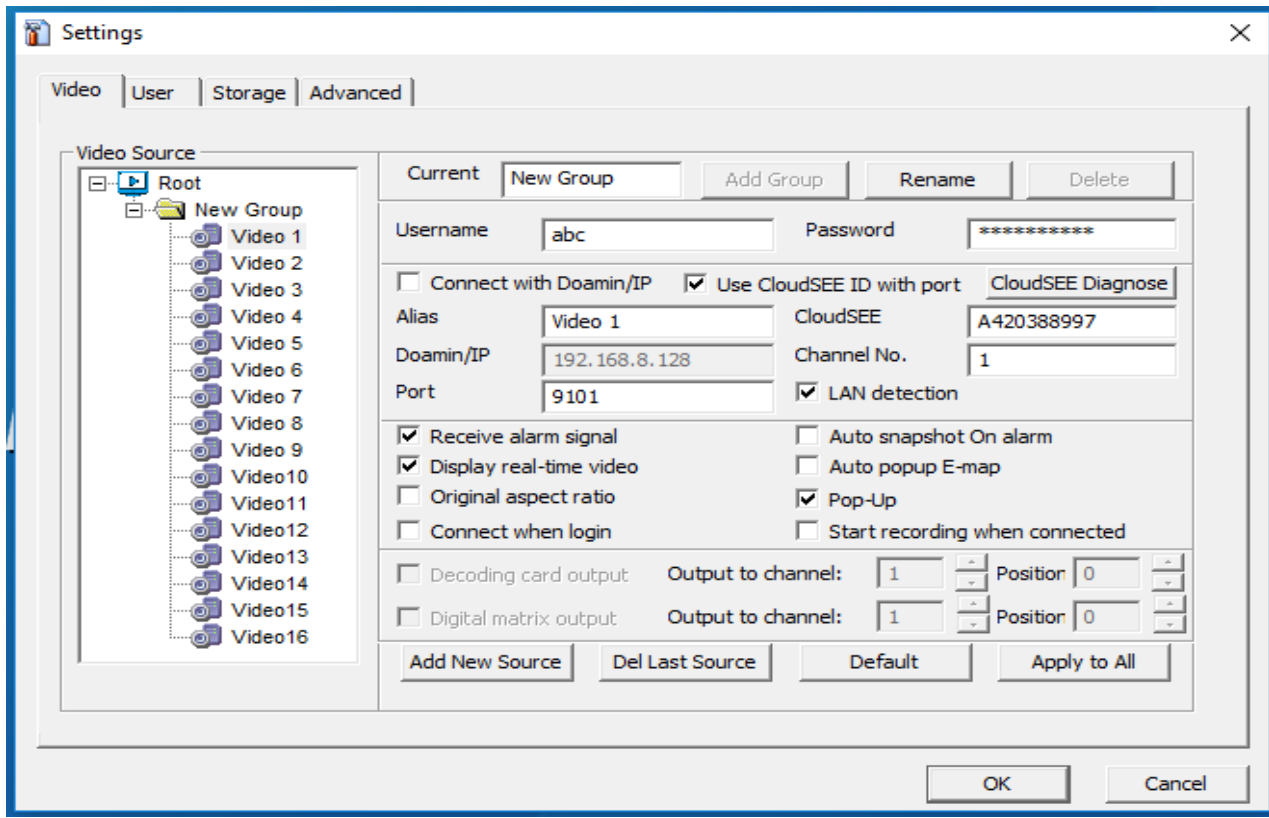 Settings
Video User Storage Advanced
Video Source
Root
New Group
Video 1
Video 2
Video 3
Video 4
Video 5
Video 6
Video 7
Video 8
Video 9
Video10
Video11
Video12
Video13
Video14
Video15
Video16
Current New Group Add Group Rename Delete
Username abc Password **********
Connect with Doamin/IP Use CloudSEE ID with port CloudSEE Diagnose
Alias Video 1 CloudSEE A420388997
Doamin/IP 192.168.8.128 Channel No. 1
Port 9101 LAN detection
Receive alarm signal Auto snapshot On alarm
Display real-time video Auto popup E-map
Original aspect ratio Pop-Up
Connect when login Start recording when connected
Decoding card output Output to channel: 1 Position 0
Digital matrix output Output to channel: 1 Position 0
Add New Source Del Last Source Default Apply to All
OK Cancel